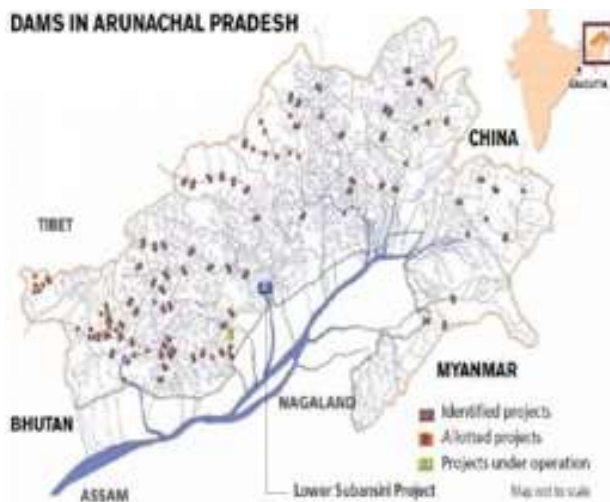 DAMS IN ARUNACHAL PRADESH
CHINA
TIBET
MYANMAR
NAGALAND
BHUTAN
ASSAM
Identified projects
Allotted projects
Projects under operation
Lower Subansiri Project
Map not to scale